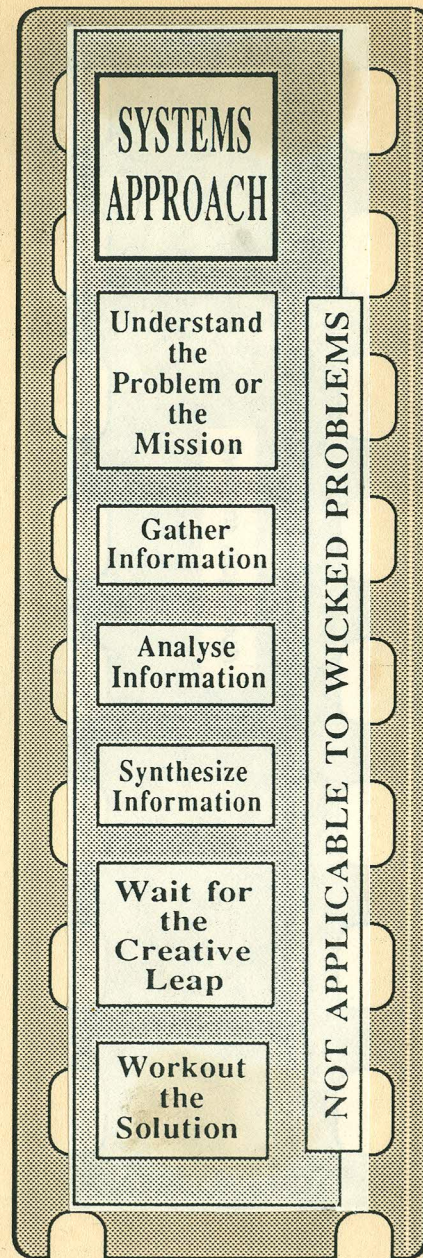 SYSTEMS
APPROACH
Understand
the
Problem or
the
Mission
Gather
Information
Analyse
Information
Synthesize
Information
Wait for
the
Creative
Leap
Workout
the
Solution
NOT APPLICABLE TO WICKED PROBLEMS